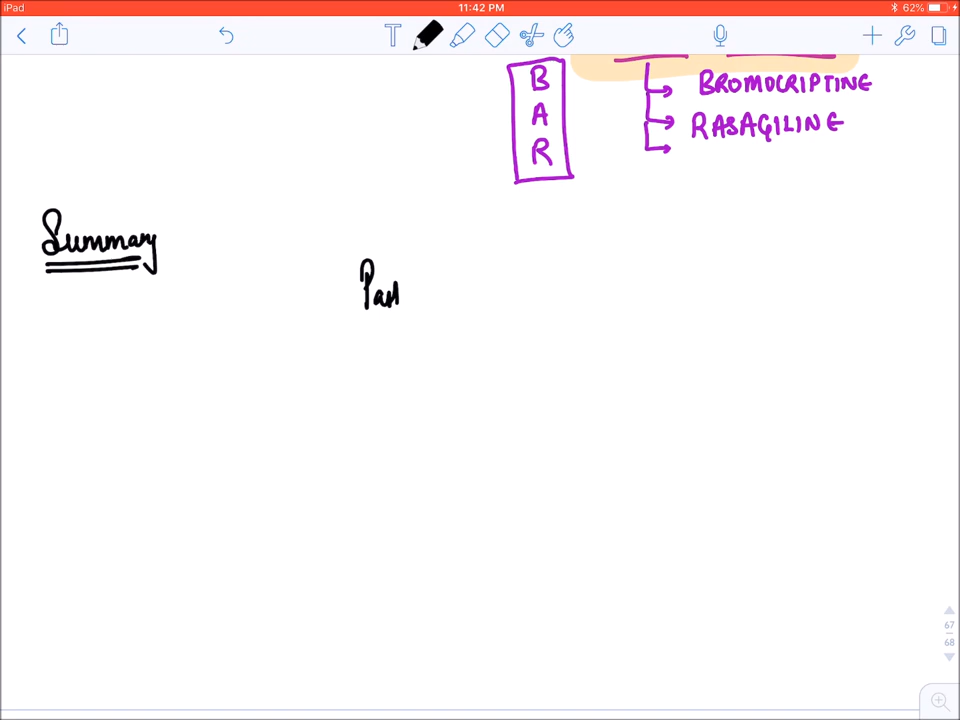 iPad 11:42 PM 62%
T
B
A
R
BROMOCRIPTINE
RASAGILINE
Summary
Par
67
68